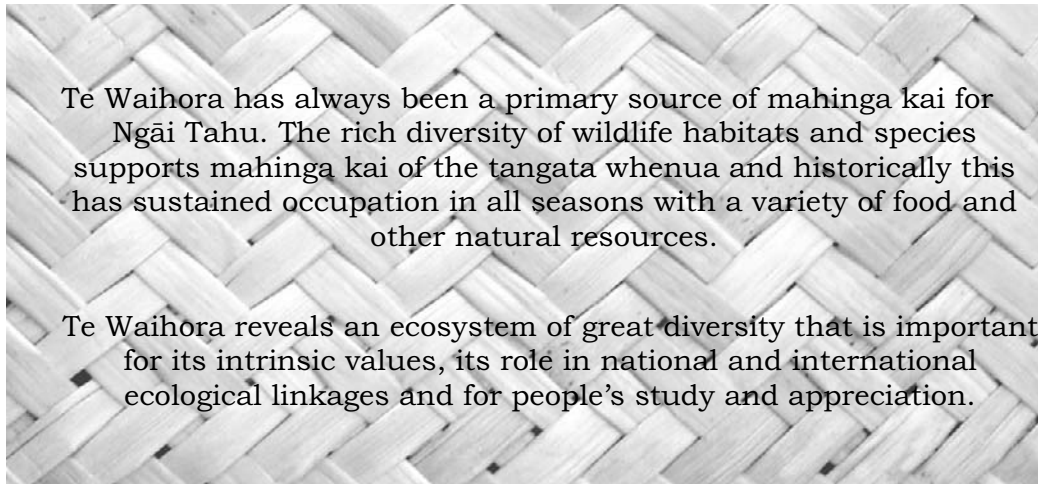 Te Waihora has always been a primary source of mahinga kai for
Ngāi Tahu. The rich diversity of wildlife habitats and species
supports mahinga kai of the tangata whenua and historically this
has sustained occupation in all seasons with a variety of food and
other natural resources.
Te Waihora reveals an ecosystem of great diversity that is important
for its intrinsic values, its role in national and international
ecological linkages and for people’s study and appreciation.